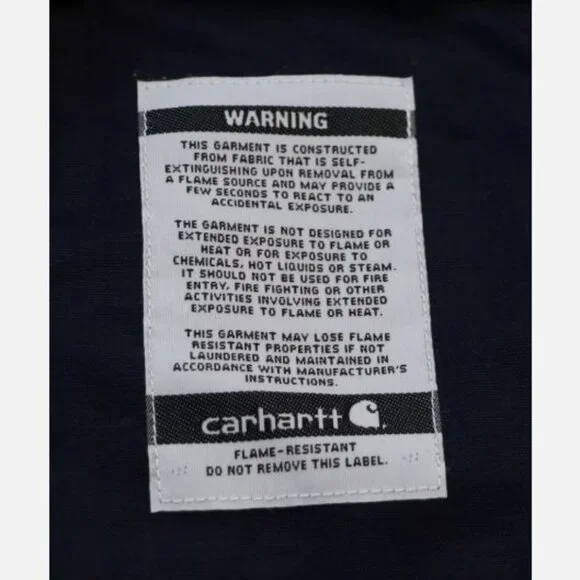 WARNING
THIS GARMENT IS CONSTRUCTED
FROM FABRIC THAT IS SELF-
EXTINGUISHING UPON REMOVAL FROM
A FLAME SOURCE AND MAY PROVIDE A
FEW SECONDS TO REACT TO AN
ACCIDENTAL EXPOSURE.
THE GARMENT IS NOT DESIGNED FOR
EXTENDED EXPOSURE TO FLAME OR
HEAT OR FOR EXPOSURE TO
CHEMICALS, HOT LIQUIDS OR STEAM.
IT SHOULD NOT BE USED FOR FIRE
ENTRY, FIRE FIGHTING OR OTHER
ACTIVITIES INVOLVING EXTENDED
EXPOSURE TO FLAME OR HEAT.
THIS GARMENT MAY LOSE FLAME
RESISTANT PROPERTIES IF NOT
LAUNDERED AND MAINTAINED IN
ACCORDANCE WITH MANUFACTURER'S
INSTRUCTIONS.
carhartt
FLAME-RESISTANT
DO NOT REMOVE THIS LABEL.